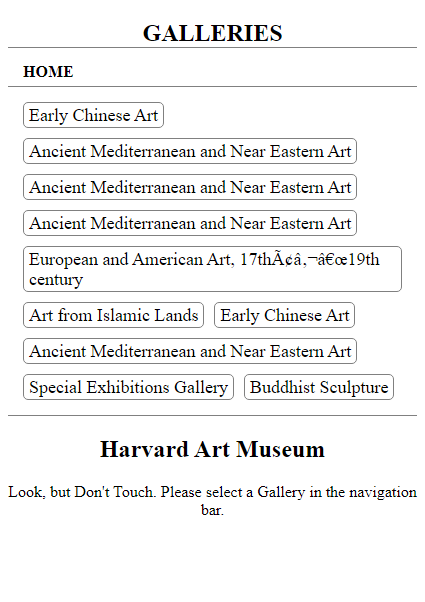 GALLERIES
HOME
Early Chinese Art
Ancient Mediterranean and Near Eastern Art
Ancient Mediterranean and Near Eastern Art
Ancient Mediterranean and Near Eastern Art
European and American Art, 17thÃ¢â‚¬â€œ19th
century
Art from Islamic Lands Early Chinese Art
Ancient Mediterranean and Near Eastern Art
Special Exhibitions Gallery Buddhist Sculpture
Harvard Art Museum
Look, but Don't Touch. Please select a Gallery in the navigation
bar.